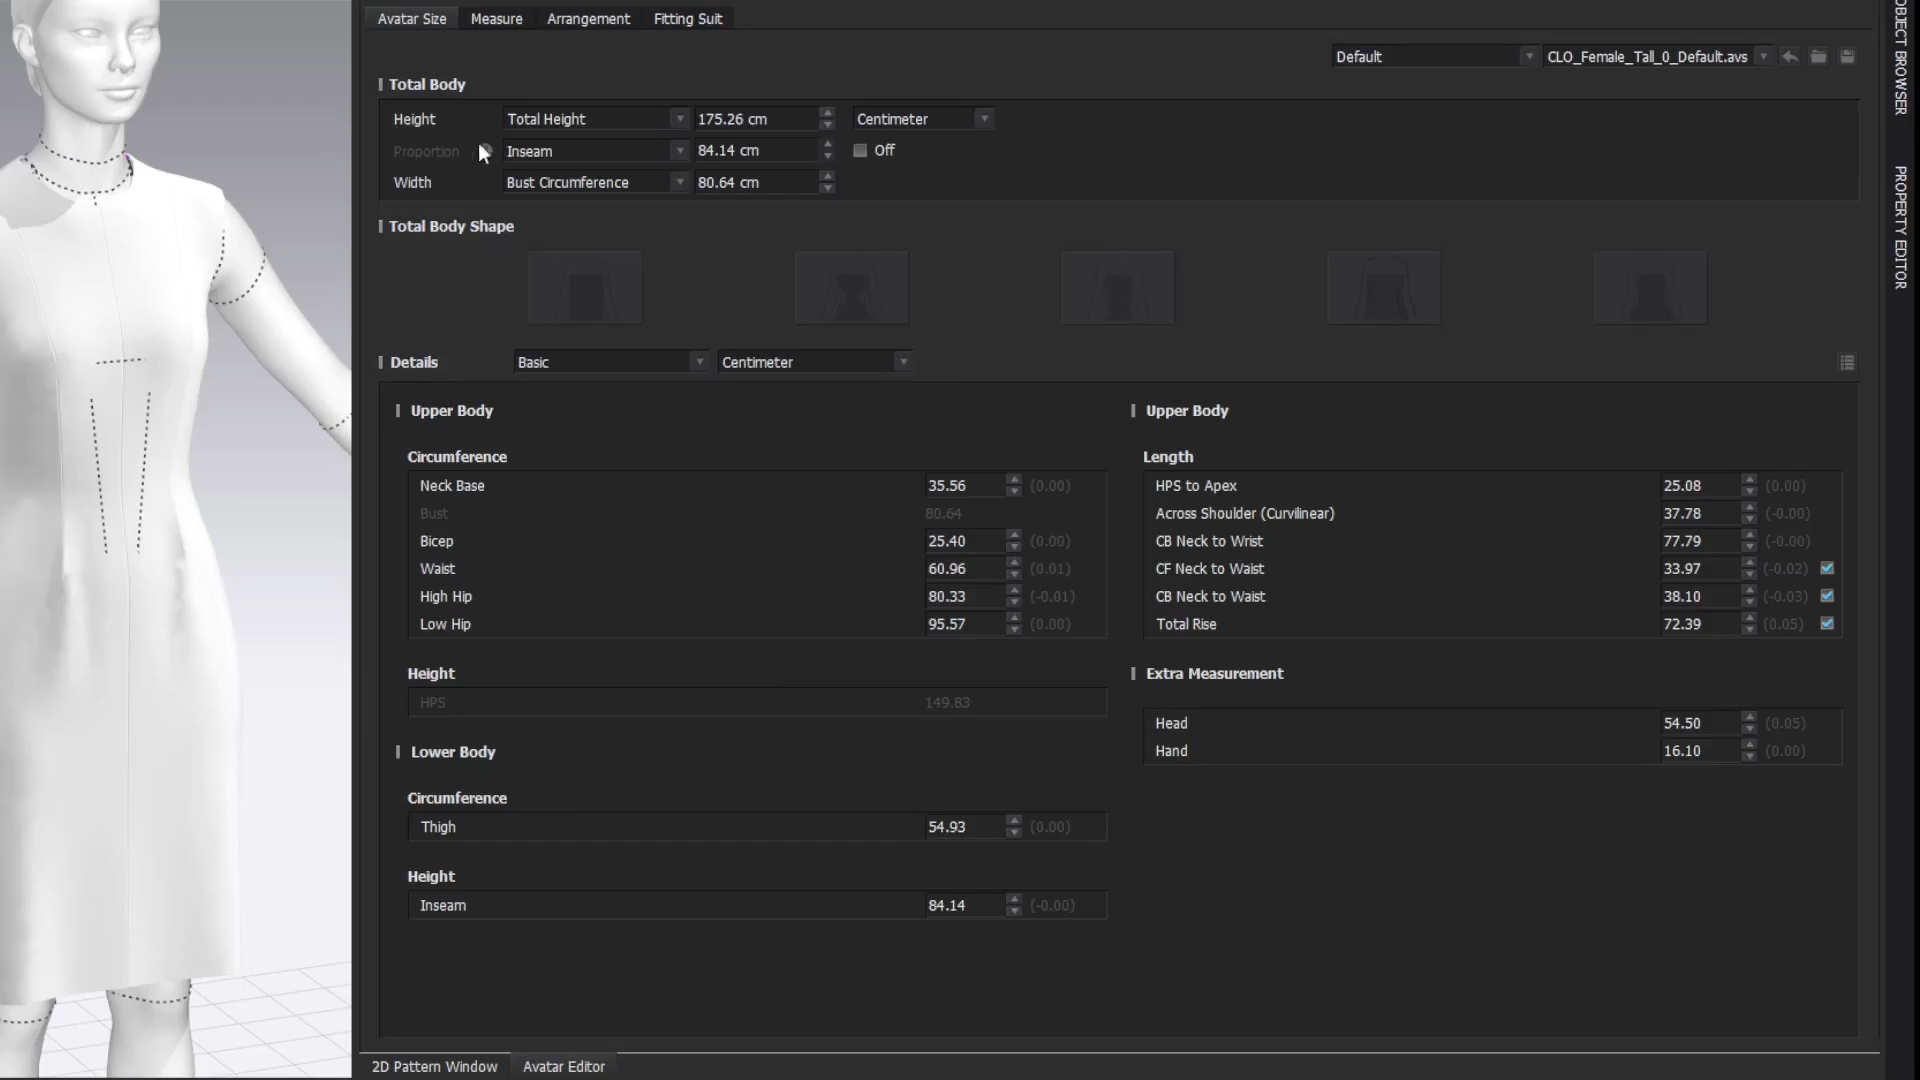 Avatar Size Measure Arrangement Fitting Suit
Default CLO_Female_Tall_0_Default.avs
Total Body
Height Total Height 175.26 cm Centimeter
Proportion Inseam 84.14 cm Off
Width Bust Circumference 80.64 cm
Total Body Shape
Details Basic Centimeter
Upper Body
Circumference
Neck Base 35.56 (0.00)
Bust 80.64
Bicep 25.40 (0.00)
Waist 60.96 (0.01)
High Hip 80.33 (-0.01)
Low Hip 95.57 (0.00)
Height
HPS 149.83
Lower Body
Circumference
Thigh 54.93 (0.00)
Height
Inseam 84.14 (-0.00)
Upper Body
Length
HPS to Apex 25.08 (0.00)
Across Shoulder (Curvilinear) 37.78 (-0.00)
CB Neck to Wrist 77.79 (-0.00)
CF Neck to Waist 33.97 (-0.02)
CB Neck to Waist 38.10 (-0.03)
Total Rise 72.39 (0.05)
Extra Measurement
Head 54.50 (0.05)
Hand 16.10 (0.00)
2D Pattern Window Avatar Editor
OBJECT BROWSER
PROPERTY EDITOR